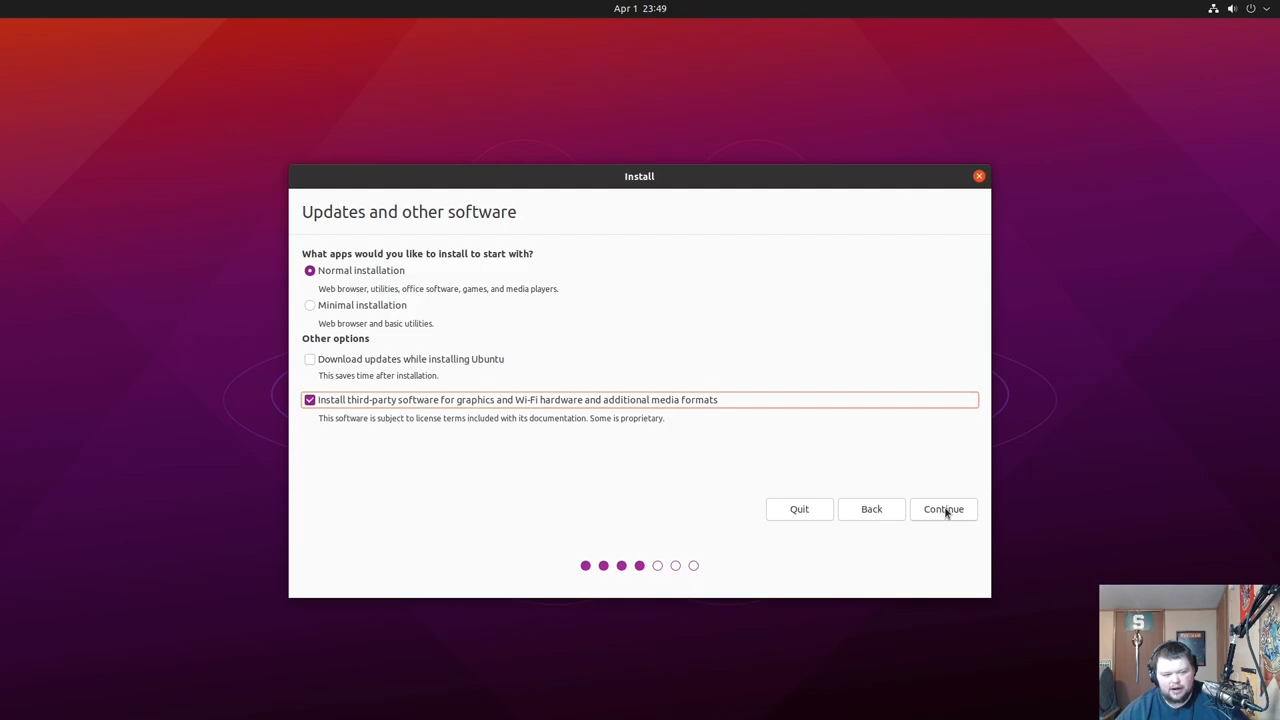 Apr 1 23:49
Install
Updates and other software
What apps would you like to install to start with?
Normal installation
Web browser, utilities, office software, games, and media players.
Minimal installation
Web browser and basic utilities.
Other options
Download updates while installing Ubuntu
This saves time after installation.
Install third-party software for graphics and Wi-Fi hardware and additional media formats
This software is subject to license terms included with its documentation. Some is proprietary.
Quit Back Continue
S